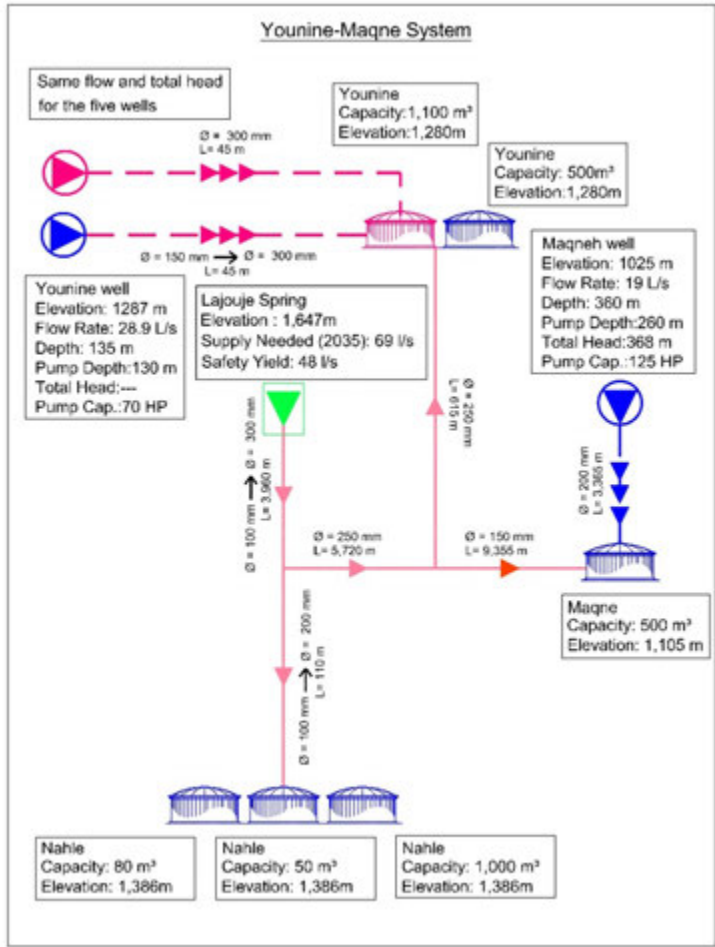 Younine-Maqne System
Same flow and total head
for the five wells
Younine
Capacity:1,100 m³
Elevation:1,280m
Ø = 300 mm
L= 45 m
Younine
Capacity: 500m³
Elevation:1,280m
Ø = 150 mm → Ø = 300 mm
L= 45 m
Younine well
Elevation: 1287 m
Flow Rate: 28.9 L/s
Depth: 135 m
Pump Depth:130 m
Total Head:---
Pump Cap.:70 HP
Lajouje Spring
Elevation : 1,647m
Supply Needed (2035): 69 l/s
Safety Yield: 48 l/s
Maqneh well
Elevation: 1025 m
Flow Rate: 19 L/s
Depth: 360 m
Pump Depth:260 m
Total Head:368 m
Pump Cap.:125 HP
Ø = 100 mm → Ø = 300 mm
L= 3,960 m
Ø = 250 mm
L= 615 m
Ø = 200 mm
L= 3,365 m
Ø = 250 mm
L= 5,720 m
Ø = 150 mm
L= 9,355 m
Maqne
Capacity: 500 m³
Elevation: 1,105 m
Ø = 100 mm → Ø = 200 mm
L= 110 m
Nahle
Capacity: 80 m³
Elevation: 1,386m
Nahle
Capacity: 50 m³
Elevation: 1,386m
Nahle
Capacity: 1,000 m³
Elevation: 1,386m